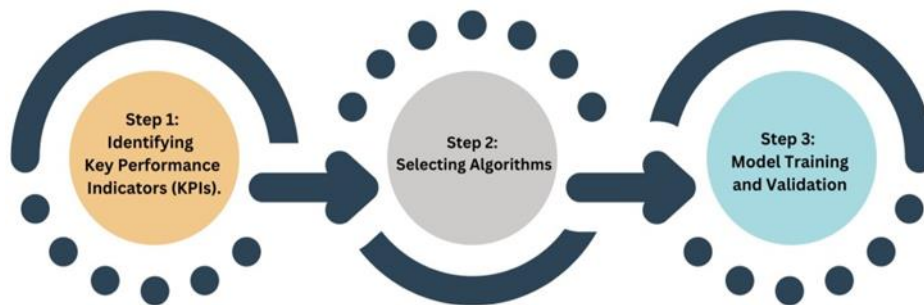 Step 1:
Identifying
Key Performance
Indicators (KPIs).
Step 2:
Selecting Algorithms
Step 3:
Model Training
and Validation